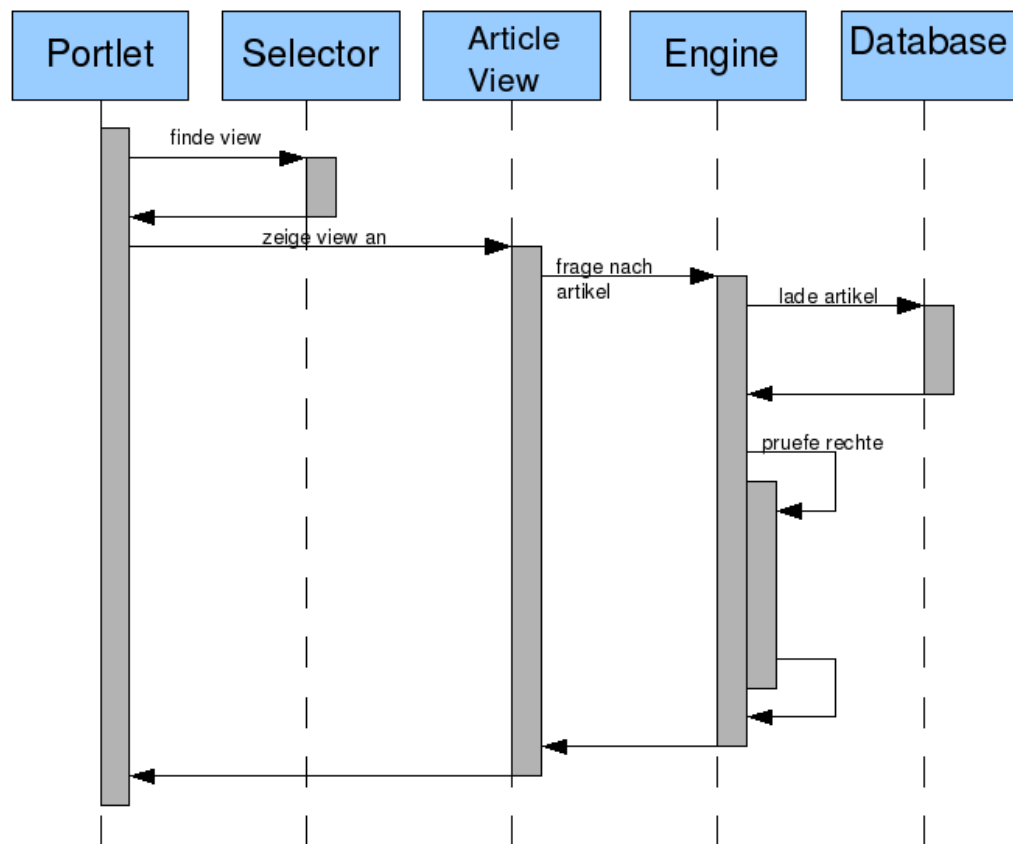 Portlet
Selector
Article
View
Engine
Database
finde view
zeige view an
frage nach
artikel
lade artikel
pruefe rechte